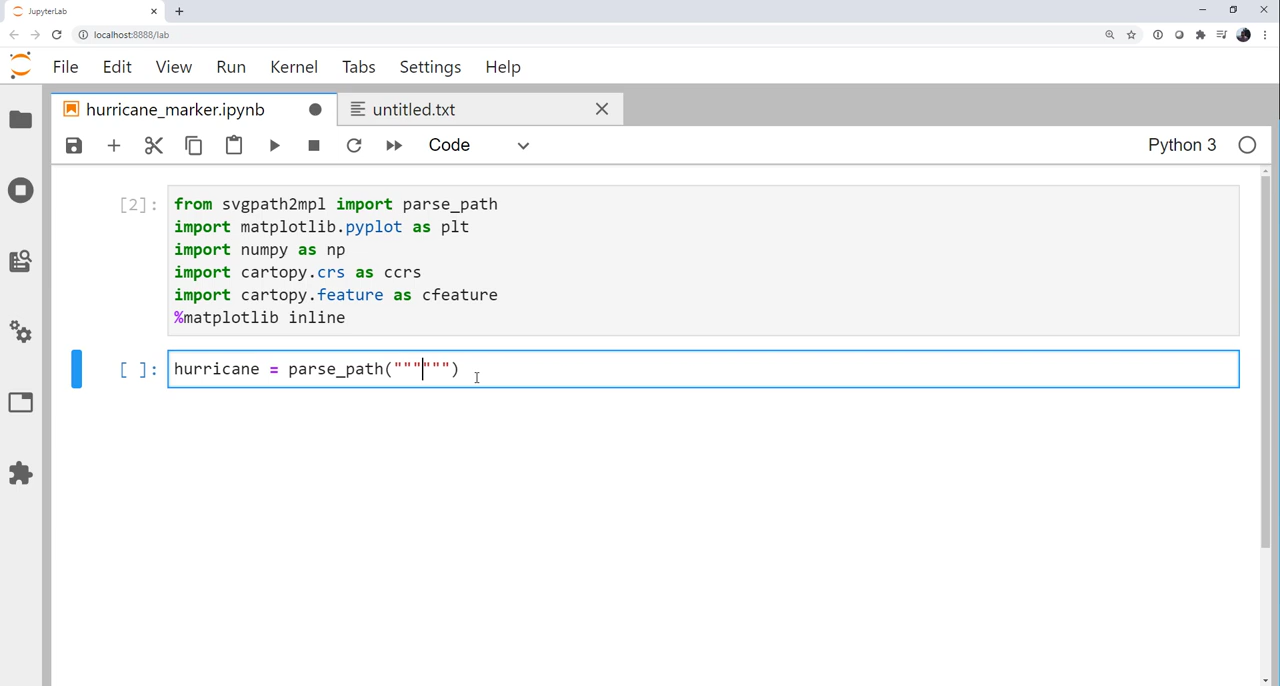 JupyterLab
localhost:8888/lab
File Edit View Run Kernel Tabs Settings Help
hurricane_marker.ipynb
untitled.txt
Code
Python 3
[2]:
from svgpath2mpl import parse_path
import matplotlib.pyplot as plt
import numpy as np
import cartopy.crs as ccrs
import cartopy.feature as cfeature
%matplotlib inline
[ ]:
hurricane = parse_path("""""")